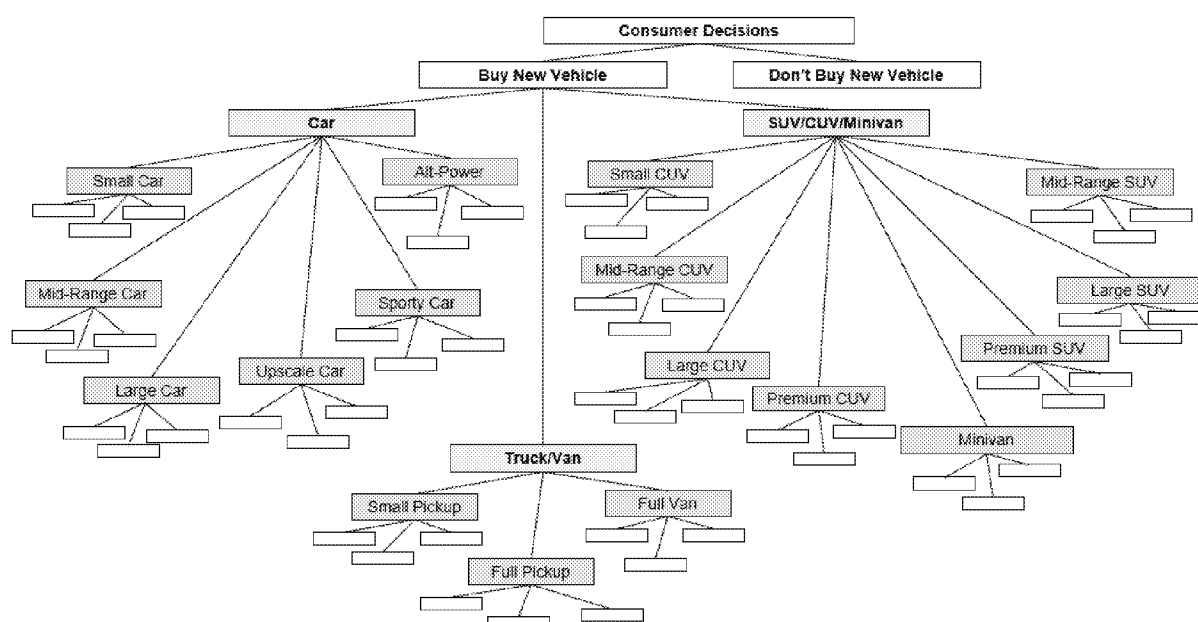 Consumer Decisions
Buy New Vehicle
Don't Buy New Vehicle
Car
SUV/CUV/Minivan
Small Car
Alt-Power
Small CUV
Mid-Range SUV
Mid-Range Car
Sporty Car
Mid-Range CUV
Large SUV
Large Car
Upscale Car
Large CUV
Premium CUV
Premium SUV
Minivan
Truck/Van
Small Pickup
Full Van
Full Pickup